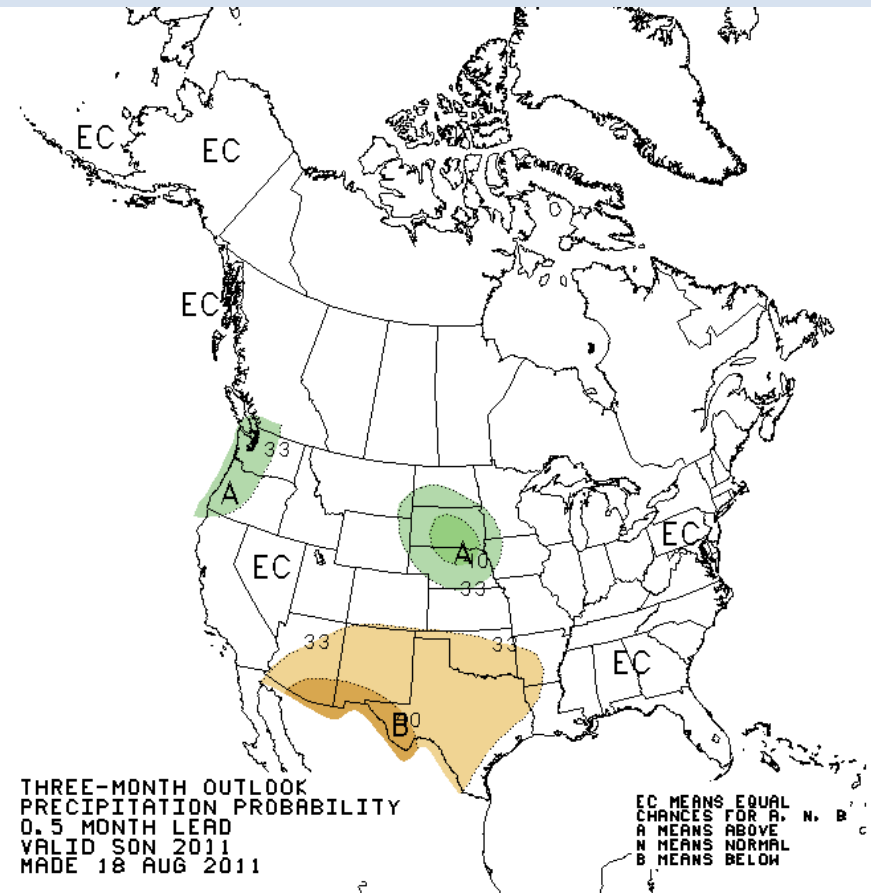 EC
EC
EC
33
A
EC
A
40
33
EC
33
33
EC
B
THREE-MONTH OUTLOOK
PRECIPITATION PROBABILITY
0.5 MONTH LEAD
VALID SON 2011
MADE 18 AUG 2011
EC MEANS EQUAL
CHANCES FOR A, N, B
A MEANS ABOVE
N MEANS NORMAL
B MEANS BELOW